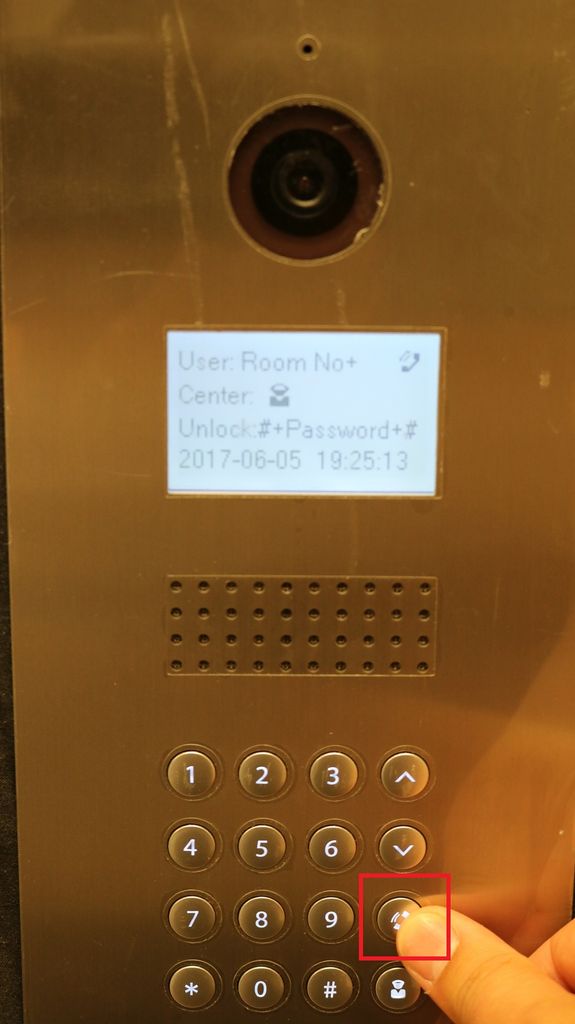 User: Room No+
Center:
Unlock:#+Password+#
2017-06-05 19:25:13
1 2 3
4 5 6
7 8 9
* 0 #